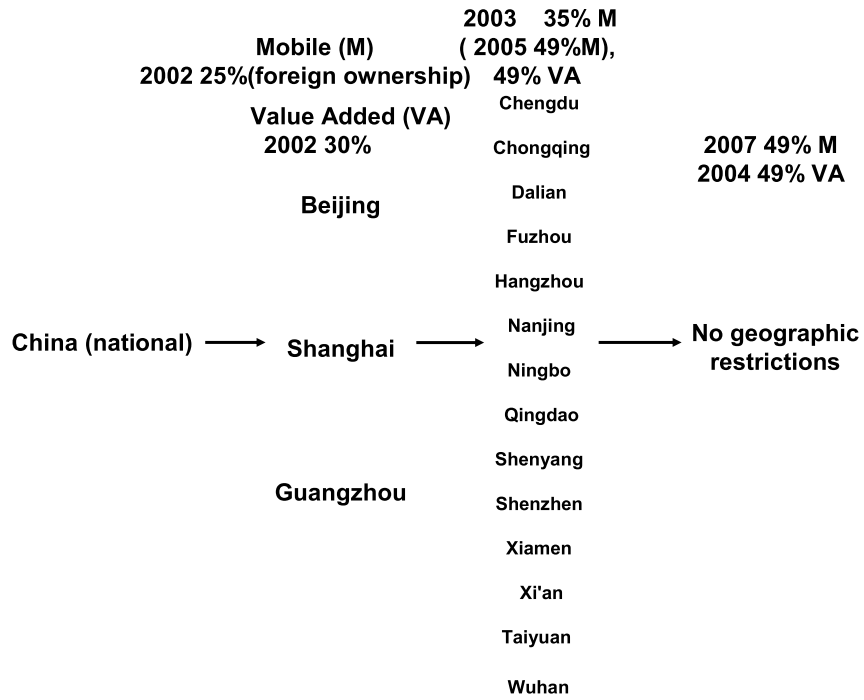 2003 35% M
Mobile (M) ( 2005 49%M),
2002 25%(foreign ownership) 49% VA
Chengdu
Value Added (VA)
2002 30%
Chongqing
2007 49% M
2004 49% VA
Dalian
Beijing
Fuzhou
Hangzhou
Nanjing
China (national)
Shanghai
No geographic
restrictions
Ningbo
Qingdao
Shenyang
Guangzhou
Shenzhen
Xiamen
Xi'an
Taiyuan
Wuhan